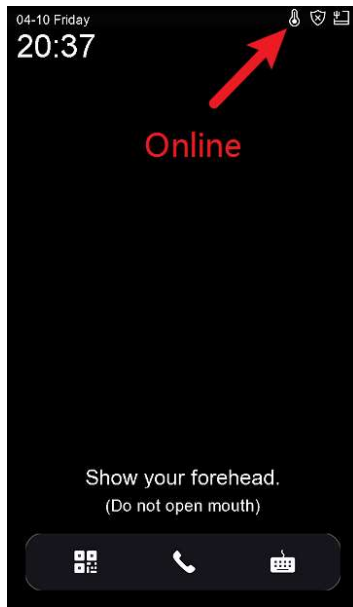 04-10 Friday
20:37
Online
Show your forehead.
(Do not open mouth)